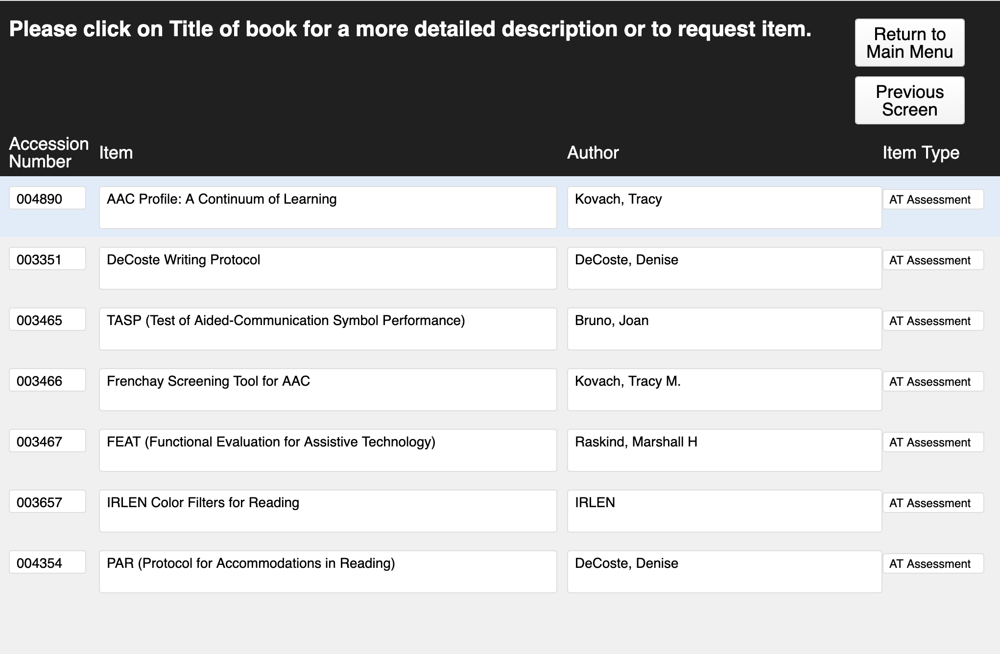 Please click on Title of book for a more detailed description or to request item.
Return to
Main Menu
Previous
Screen
Accession
Number
Item
Author
Item Type
004890 AAC Profile: A Continuum of Learning Kovach, Tracy AT Assessment
003351 DeCoste Writing Protocol DeCoste, Denise AT Assessment
003465 TASP (Test of Aided-Communication Symbol Performance) Bruno, Joan AT Assessment
003466 Frenchay Screening Tool for AAC Kovach, Tracy M. AT Assessment
003467 FEAT (Functional Evaluation for Assistive Technology) Raskind, Marshall H AT Assessment
003657 IRLEN Color Filters for Reading IRLEN AT Assessment
004354 PAR (Protocol for Accommodations in Reading) DeCoste, Denise AT Assessment